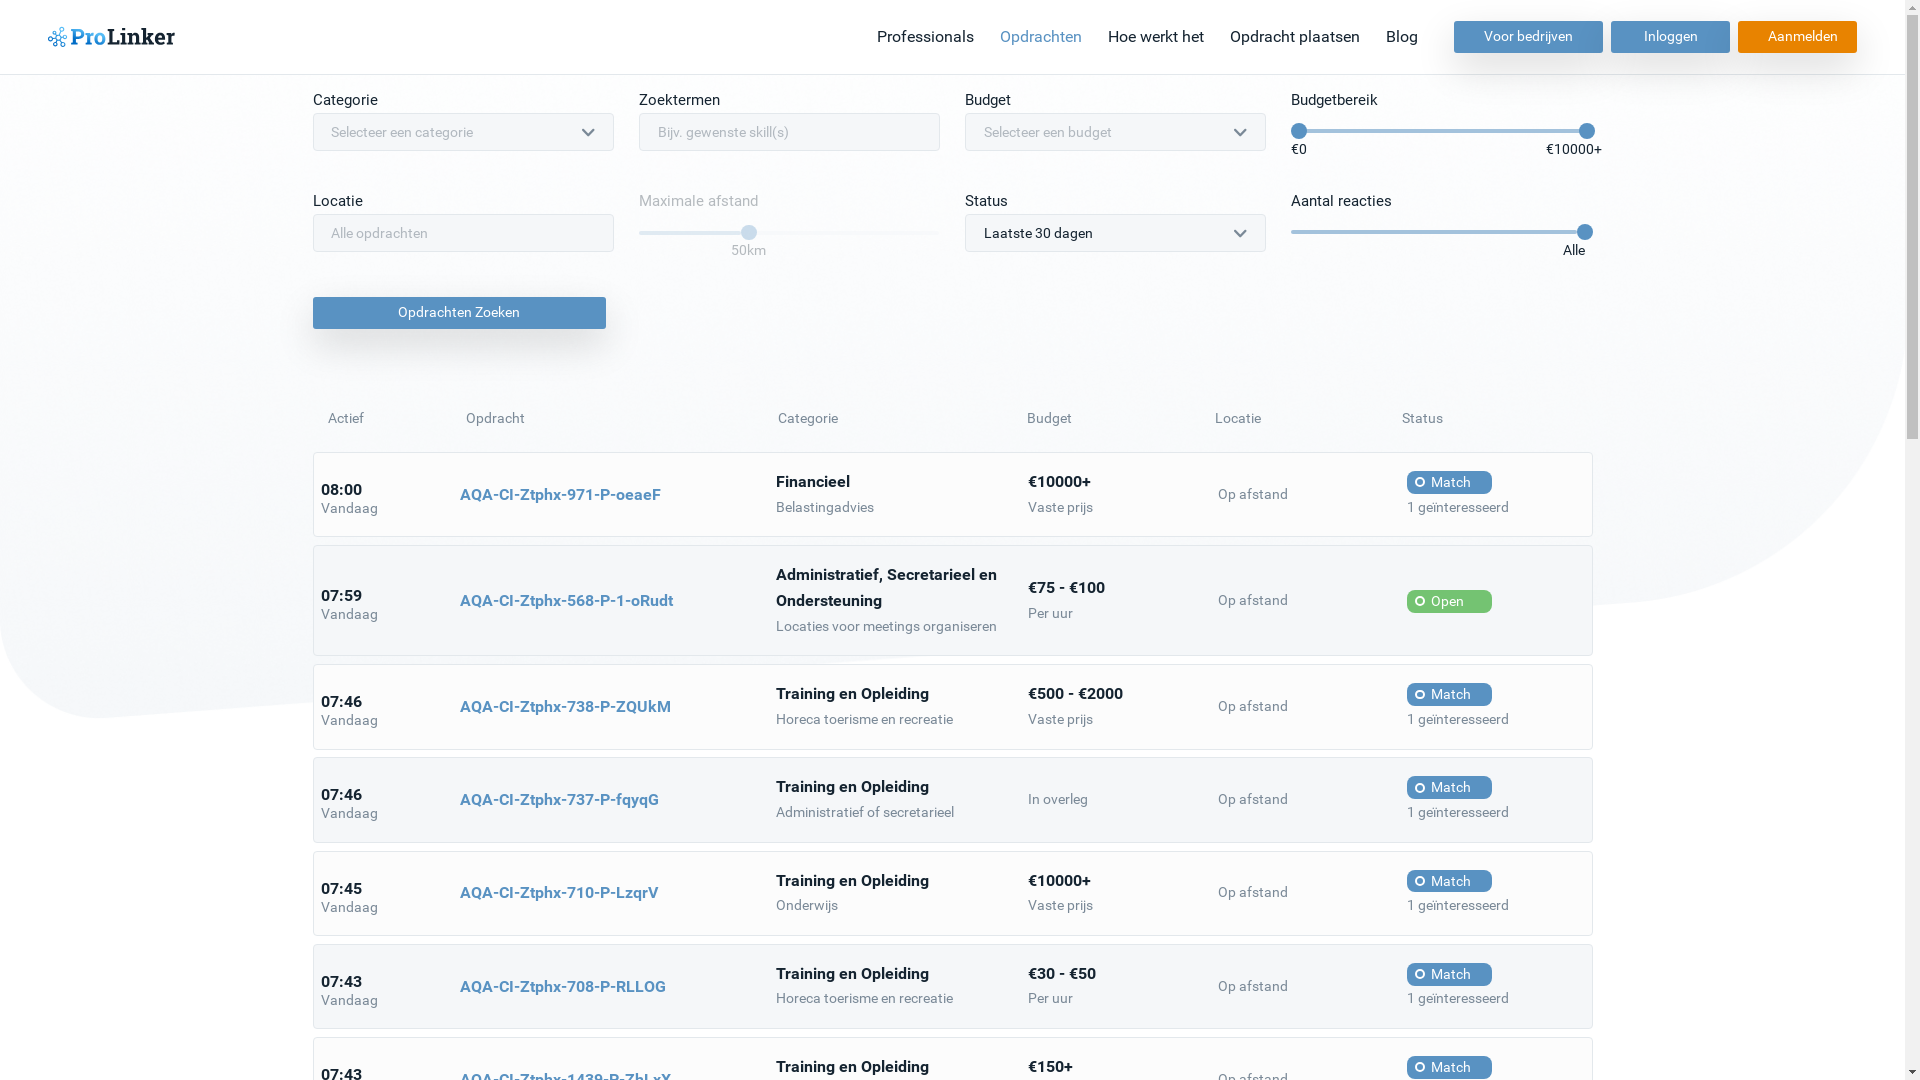 ProLinker
Professionals Opdrachten Hoe werkt het Opdracht plaatsen Blog Voor bedrijven Inloggen Aanmelden
Categorie Zoektermen Budget Budgetbereik
Selecteer een categorie Bijv. gewenste skill(s) Selecteer een budget
€0 €10000+
Locatie Maximale afstand Status Aantal reacties
Alle opdrachten Laatste 30 dagen
50km Alle
Opdrachten Zoeken
Actief Opdracht Categorie Budget Locatie Status
08:00
Vandaag
AQA-CI-Ztphx-971-P-oeaeF
Financieel
Belastingadvies
€10000+
Vaste prijs
Op afstand
Match
1 geïnteresseerd
07:59
Vandaag
AQA-CI-Ztphx-568-P-1-oRudt
Administratief, Secretarieel en
Ondersteuning
Locaties voor meetings organiseren
€75 - €100
Per uur
Op afstand
Open
07:46
Vandaag
AQA-CI-Ztphx-738-P-ZQUkM
Training en Opleiding
Horeca toerisme en recreatie
€500 - €2000
Vaste prijs
Op afstand
Match
1 geïnteresseerd
07:46
Vandaag
AQA-CI-Ztphx-737-P-fqyqG
Training en Opleiding
Administratief of secretarieel
In overleg
Op afstand
Match
1 geïnteresseerd
07:45
Vandaag
AQA-CI-Ztphx-710-P-LzqrV
Training en Opleiding
Onderwijs
€10000+
Vaste prijs
Op afstand
Match
1 geïnteresseerd
07:43
Vandaag
AQA-CI-Ztphx-708-P-RLLOG
Training en Opleiding
Horeca toerisme en recreatie
€30 - €50
Per uur
Op afstand
Match
1 geïnteresseerd
07:43
Training en Opleiding
€150+
Op afstand
Match